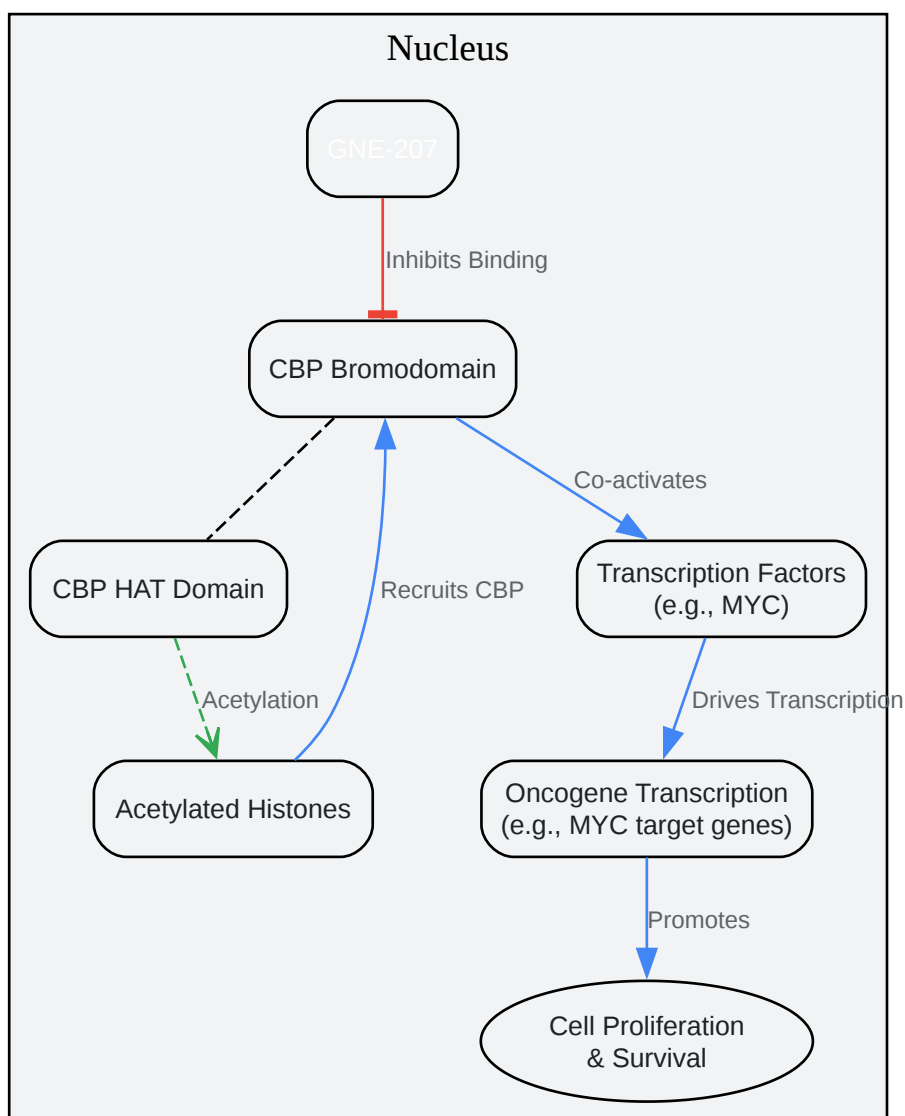 Nucleus
GNE-207
Inhibits Binding
CBP Bromodomain
Co-activates
CBP HAT Domain
Recruits CBP
Transcription Factors
(e.g., MYC)
Acetylation
Drives Transcription
Acetylated Histones
Oncogene Transcription
(e.g., MYC target genes)
Promotes
Cell Proliferation
& Survival